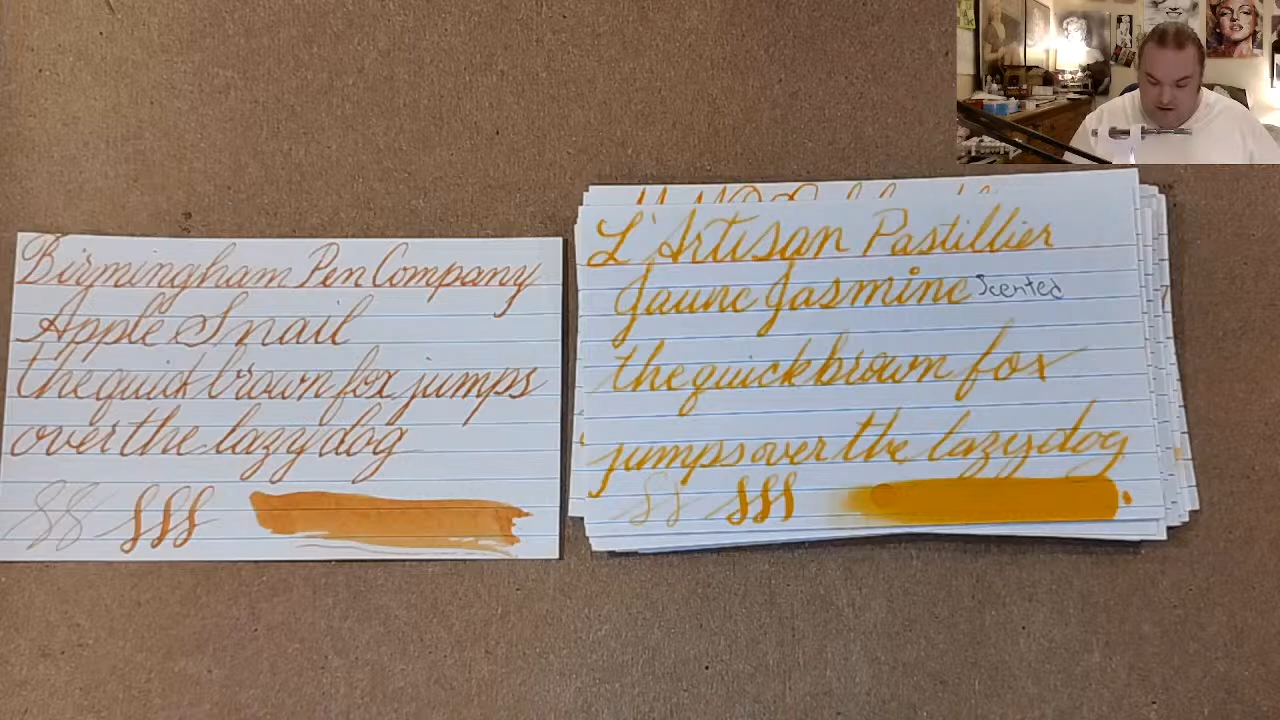 Birmingham Pen Company
Apple Snail
the quick brown fox jumps
over the lazy dog
L'Artisan Pastillier
Jaune Jasmine Scented
the quick brown fox
jumps over the lazy dog